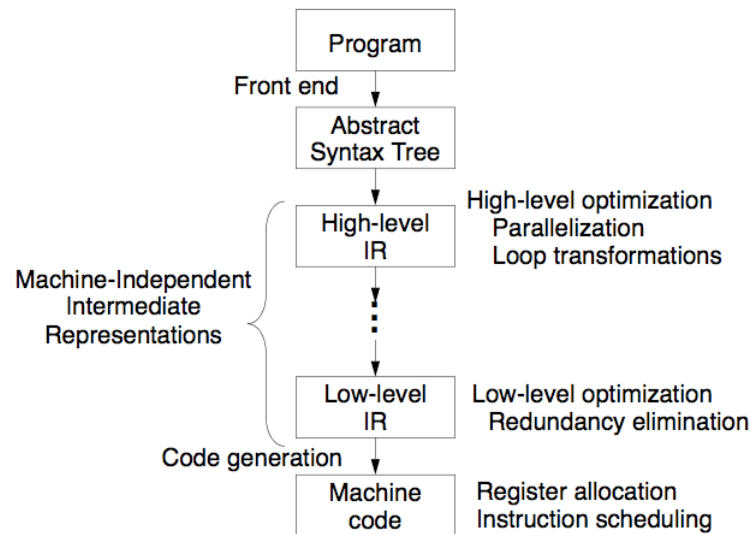 Program
Front end
Abstract
Syntax Tree
High-level optimization
Parallelization
Loop transformations
High-level
IR
Machine-Independent
Intermediate
Representations
Low-level
IR
Low-level optimization
Redundancy elimination
Code generation
Machine
code
Register allocation
Instruction scheduling